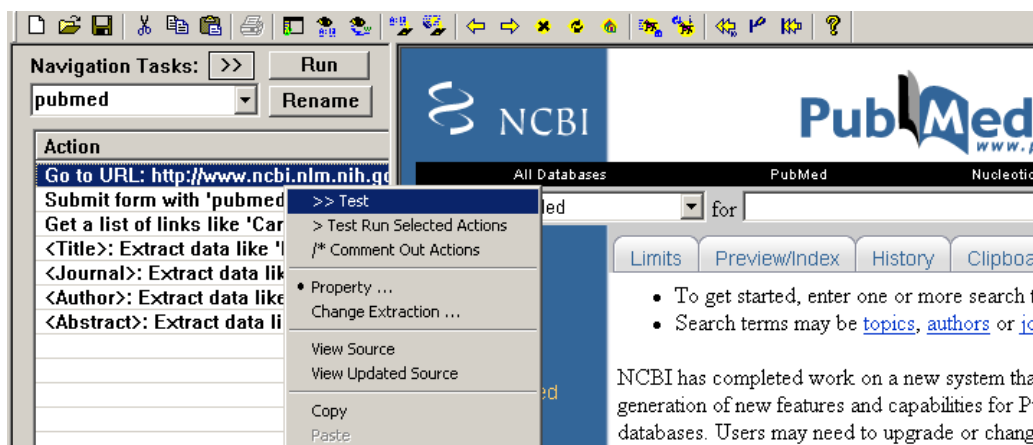 Navigation Tasks: >> Run
pubmed Rename
Action
Go to URL: http://www.ncbi.nlm.nih.go
Submit form with 'pubmed
Get a list of links like 'Car
<Title>: Extract data like '
<Journal>: Extract data lik
<Author>: Extract data like
<Abstract>: Extract data li
>> Test
> Test Run Selected Actions
/* Comment Out Actions
Property ...
Change Extraction ...
View Source
View Updated Source
Copy
Paste
NCBI
PubMed
www.
All Databases PubMed Nucleotid
ed for
Limits Preview/Index History Clipboa
• To get started, enter one or more search
• Search terms may be topics, authors or jo
NCBI has completed work on a new system tha
generation of new features and capabilities for P
databases. Users may need to upgrade or chang
ed